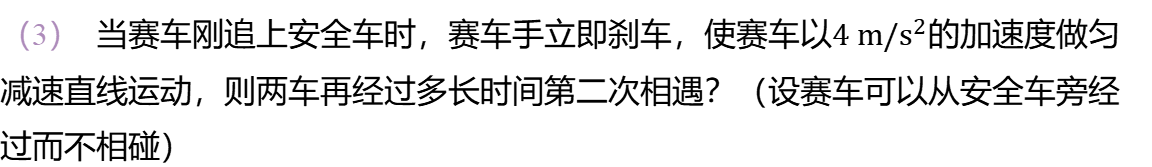 （3） 当赛车刚追上安全车时，赛车手立即刹车，使赛车以4 m/s²的加速度做匀
减速直线运动，则两车再经过多长时间第二次相遇？（设赛车可以从安全车旁经
过而不相碰）